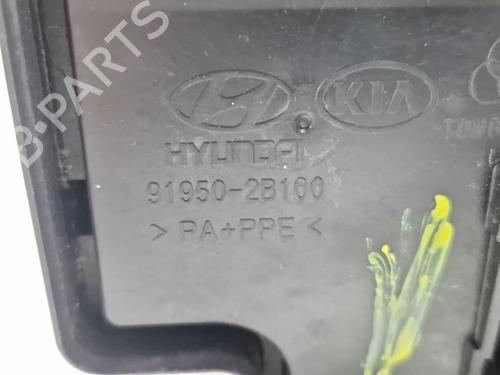 B-PARTS
KIA
HYUNDAI
91950-2B100
> PA+PPE <